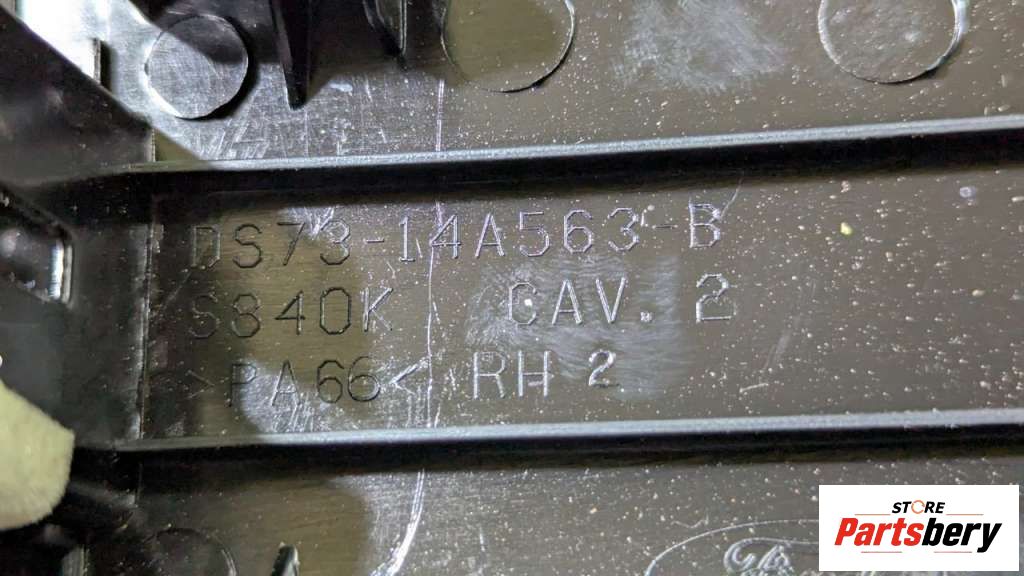 DS73-14A563-B
S840K CAV. 2
>PA66< RH 2
STORE
Partsbery